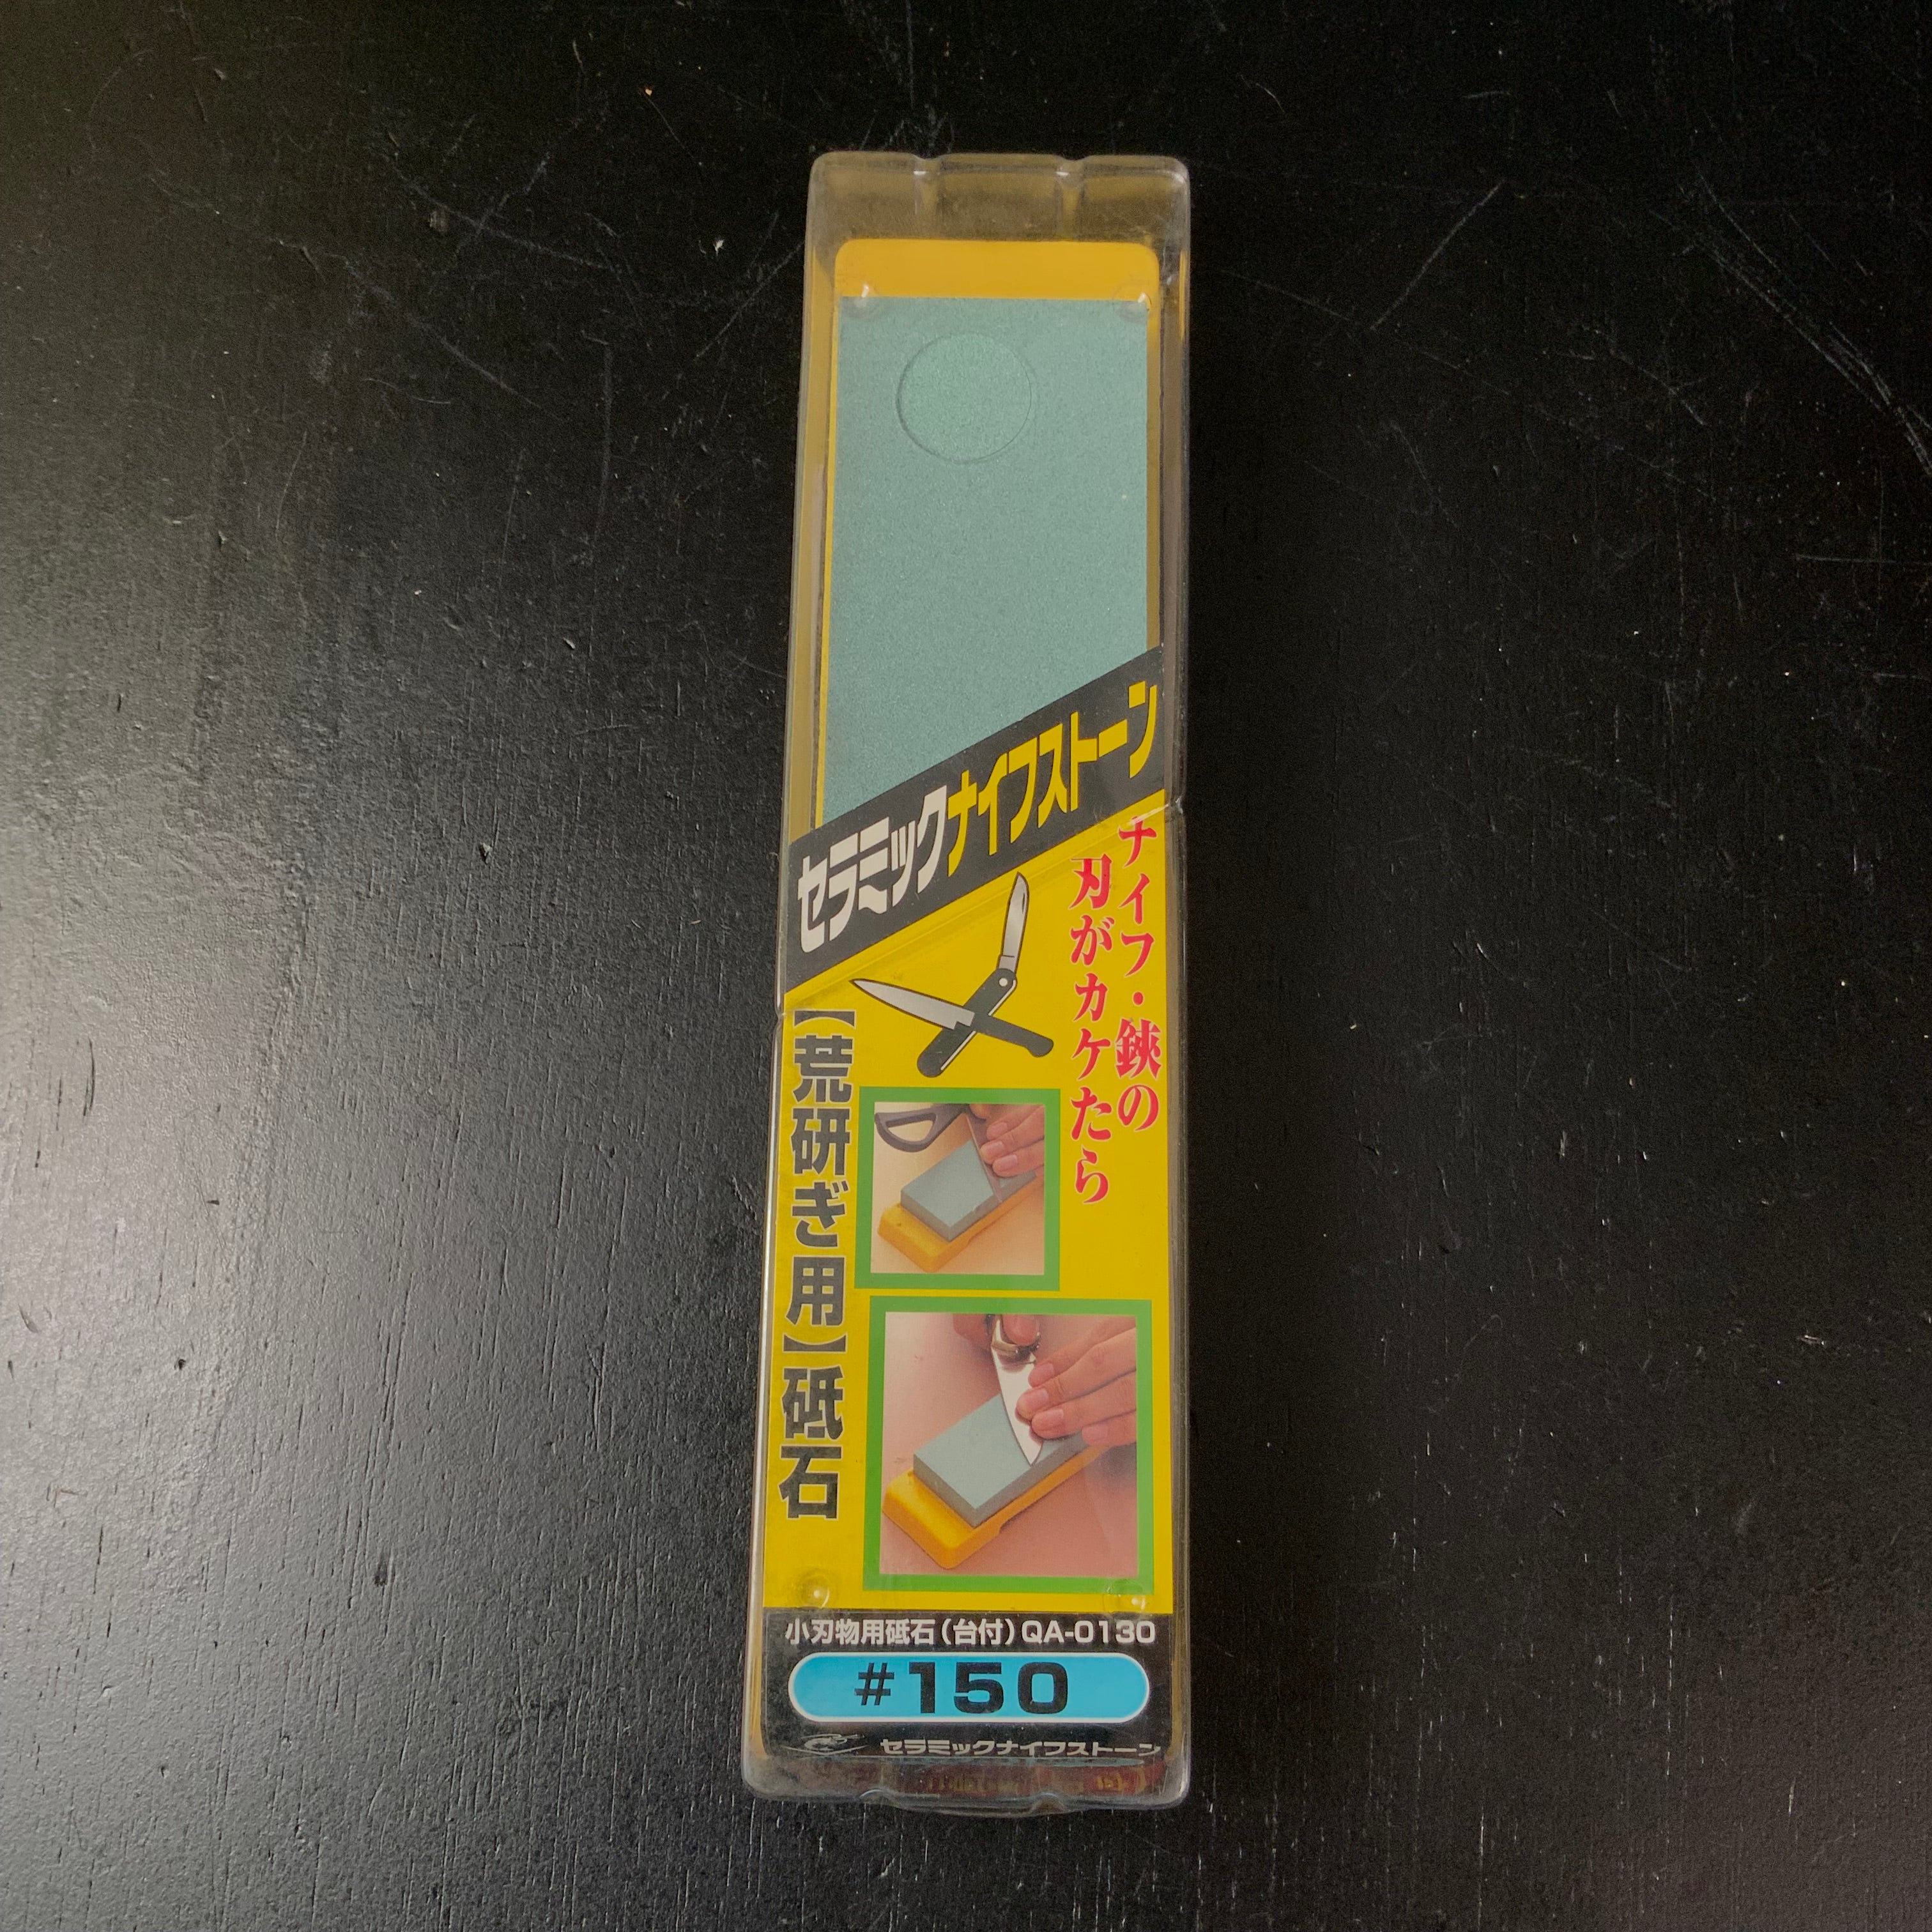 セラミックナイフストーン
ナイフ・鋏の
刃がカケたら
【荒研ぎ用】砥石
小刃物用砥石（台付）QA-0130
#150
セラミックナイフストーン